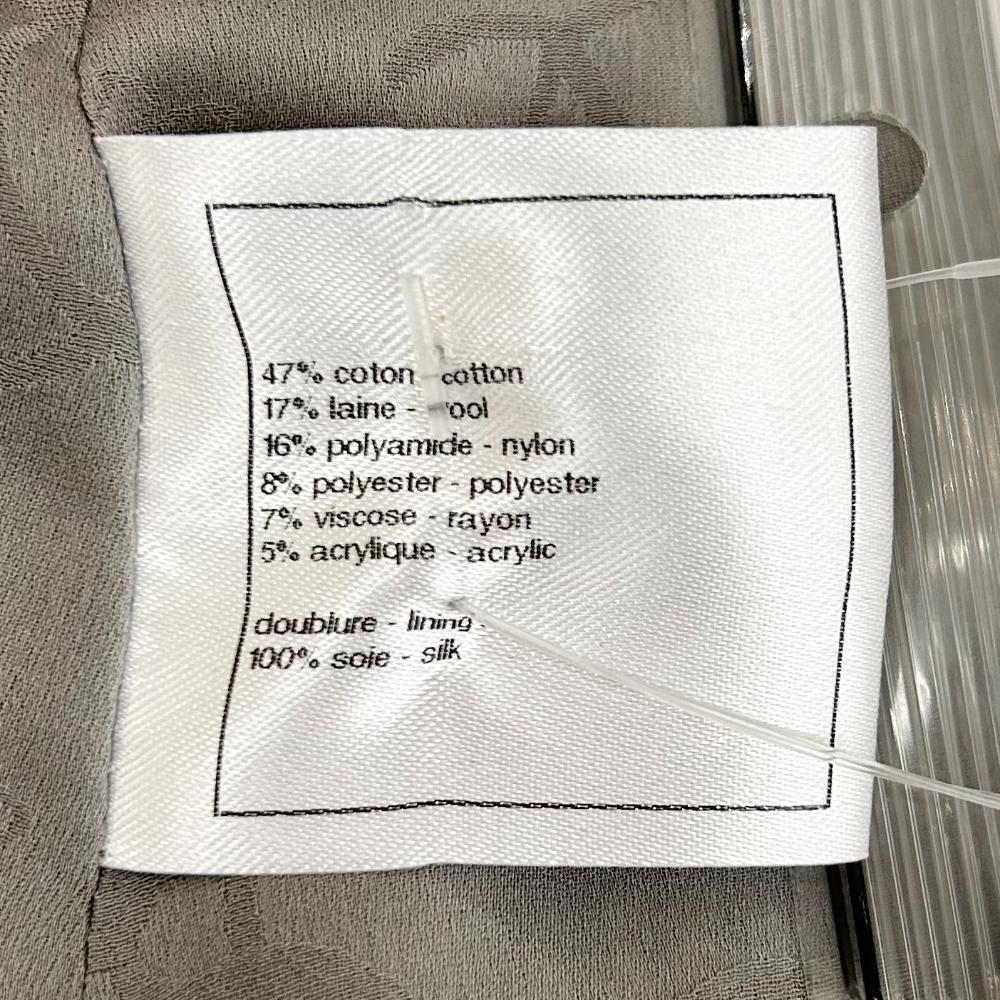 47% coton - cotton
17% laine - wool
16% polyamide - nylon
8% polyester - polyester
7% viscose - rayon
5% acrylique - acrylic
doublure - lining
100% soie - silk